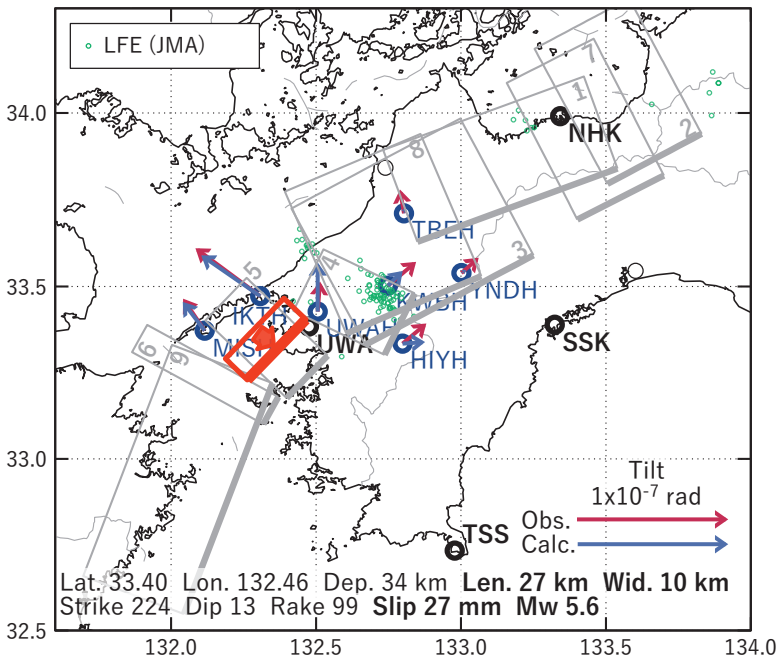 LFE (JMA)
34.0
33.5
33.0
32.5
132.0 132.5 133.0 133.5 134.0
7
1
2
8
3
4
5
6
9
NHK
TBEH
KWBH
YNDH
IKTH
UWAH
UWA
MISH
HIYH
SSK
TSS
Tilt
1x10-7 rad
Obs.
Calc.
Lat. 33.40 Lon. 132.46 Dep. 34 km Len. 27 km Wid. 10 km
Strike 224 Dip 13 Rake 99 Slip 27 mm Mw 5.6